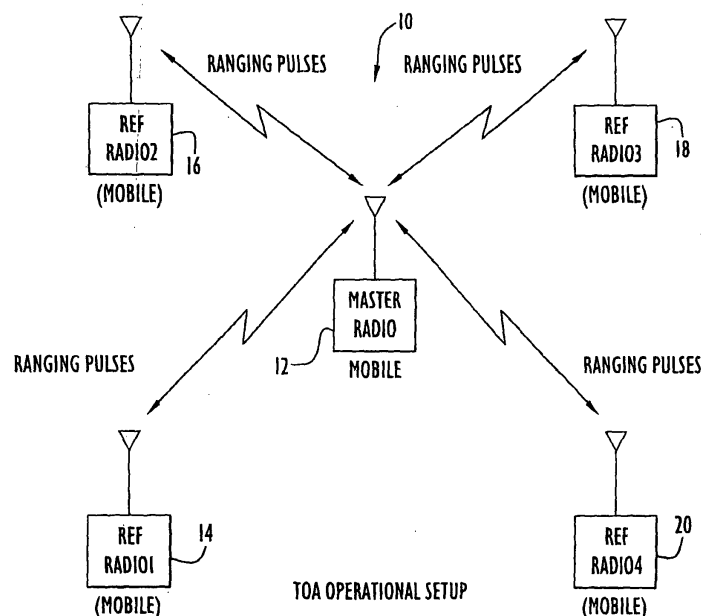 10
RANGING PULSES
RANGING PULSES
REF
RADIO2
16
(MOBILE)
REF
RADIO3
18
(MOBILE)
MASTER
RADIO
12
MOBILE
RANGING PULSES
RANGING PULSES
REF
RADIO1
14
(MOBILE)
REF
RADIO4
20
(MOBILE)
TOA OPERATIONAL SETUP